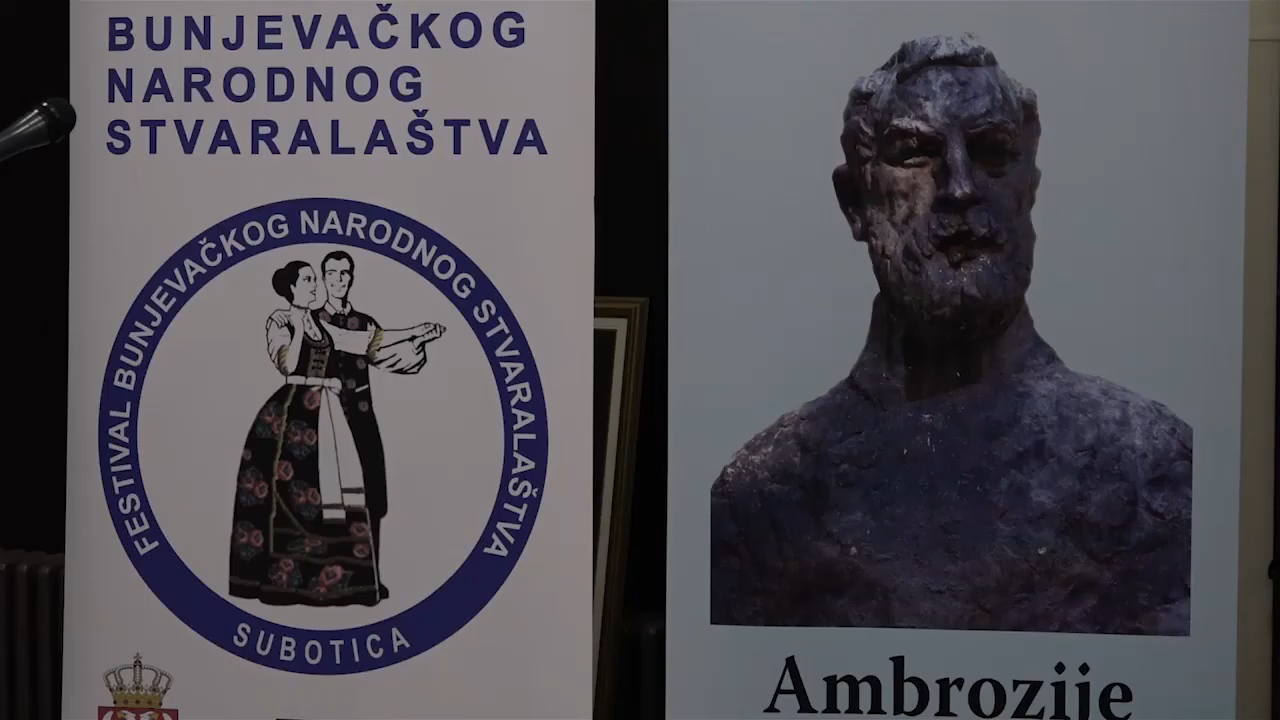 BUNJEVAČKOG
NARODNOG
STVARALAŠTVA
FESTIVAL BUNJEVAČKOG NARODNOG STVARALAŠTVA
SUBOTICA
Ambrozije